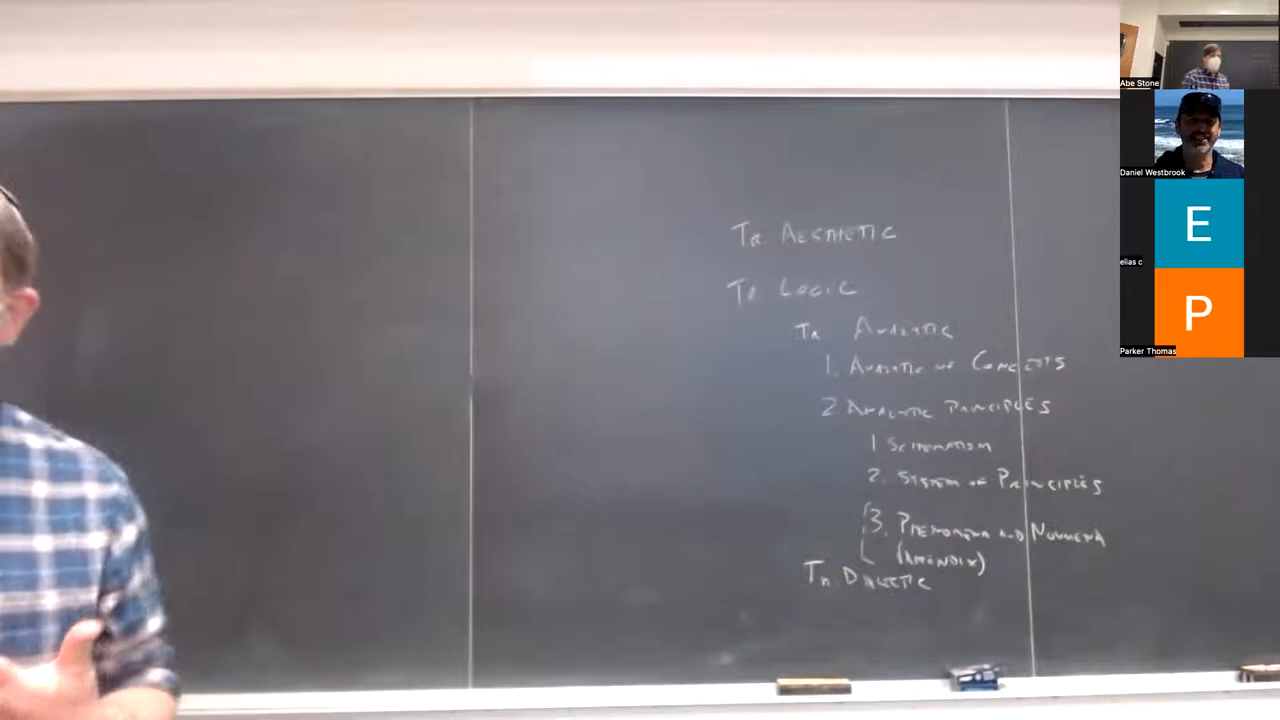 Tr Aesthetic
Tr Logic
Tr Analytic
1. Analytic of Concepts
2 Analytic Principles
1 Schematism
2. System of Principles
3. Phenomena and Noumena
(Appendix)
Tr. Dialectic
Abe Stone
Daniel Westbrook
E
elias c
P
Parker Thomas